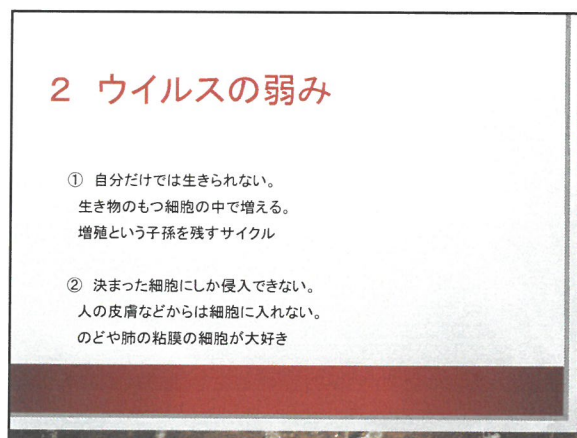 2 ウイルスの弱み
① 自分だけでは生きられない。
生き物のもつ細胞の中で増える。
増殖という子孫を残すサイクル
② 決まった細胞にしか侵入できない。
人の皮膚などからは細胞に入れない。
のどや肺の粘膜の細胞が大好き